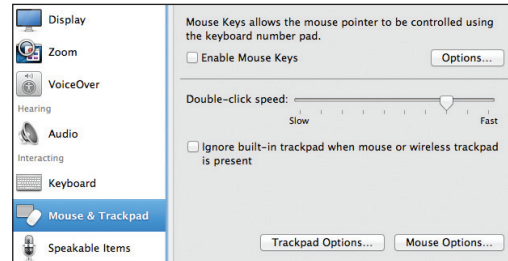 Display
Zoom
VoiceOver
Hearing
Audio
Interacting
Keyboard
Mouse & Trackpad
Speakable Items
Mouse Keys allows the mouse pointer to be controlled using
the keyboard number pad.
Enable Mouse Keys
Options...
Double-click speed:
Slow
Fast
Ignore built-in trackpad when mouse or wireless trackpad
is present
Trackpad Options...
Mouse Options...